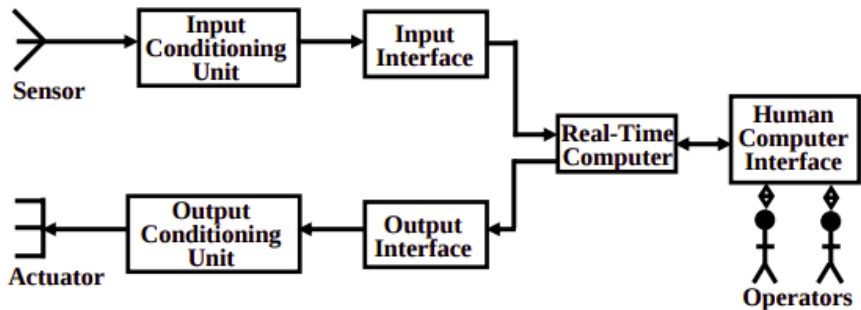 Sensor
Input
Conditioning
Unit
Input
Interface
Real-Time
Computer
Human
Computer
Interface
Actuator
Output
Conditioning
Unit
Output
Interface
Operators